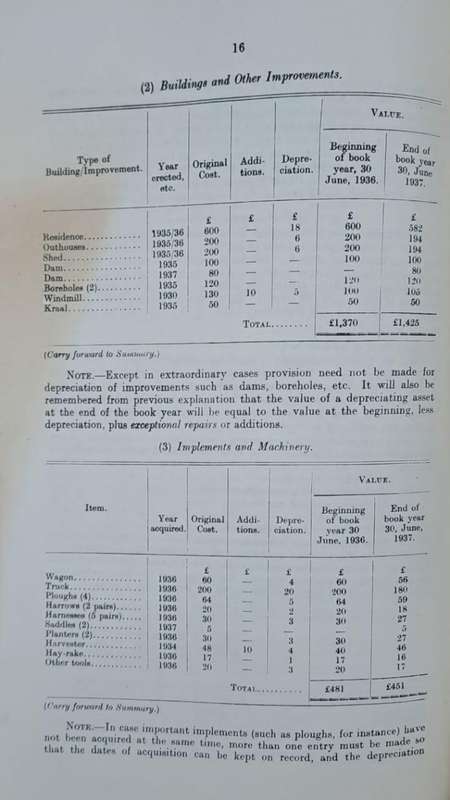 16
(2) Buildings and Other Improvements.
VALUE.
Type of Building/Improvement. Year erected, etc. Original Cost. Addi- tions. Depre- ciation. Beginning of book year, 30 June, 1936. End of book year 30, June 1937.
£ £ £ £ £
Residence............ 1935/36 600 — 18 600 582
Outhouses............ 1935/36 200 — 6 200 194
Shed............ 1935/36 200 — 6 200 194
Dam............ 1935 100 — — 100 100
Dam............ 1937 80 — — — 80
Boreholes (2)......... 1935 120 — — 120 120
Windmill............ 1930 130 10 5 100 105
Kraal............ 1935 50 — — 50 50
TOTAL........ £1,370 £1,425
(Carry forward to Summary.)
NOTE.—Except in extraordinary cases provision need not be made for
depreciation of improvements such as dams, boreholes, etc. It will also be
remembered from previous explanation that the value of a depreciating asset
at the end of the book year will be equal to the value at the beginning, less
depreciation, plus exceptional repairs or additions.
(3) Implements and Machinery.
VALUE.
Item. Year acquired. Original Cost. Addi- tions. Depre- ciation. Beginning of book year 30 June, 1936. End of book year 30, June, 1937.
£ £ £ £ £
Wagon............ 1936 60 — 4 60 56
Truck............ 1936 200 — 20 200 180
Ploughs (4)......... 1936 64 — 5 64 59
Harrows (2 pairs)...... 1936 20 — 2 20 18
Harnesses (5 pairs).... 1936 30 — 3 30 27
Saddles (2)......... 1937 5 — — — 5
Planters (2)......... 1936 30 — 3 30 27
Harvester............ 1934 48 10 4 40 46
Hay-rake............ 1936 17 — 1 17 16
Other tools......... 1936 20 — 3 20 17
TOTAL........... £481 £451
(Carry forward to Summary.)
NOTE.—In case important implements (such as ploughs, for instance) have
not been acquired at the same time, more than one entry must be made so
that the dates of acquisition can be kept on record, and the depreciation